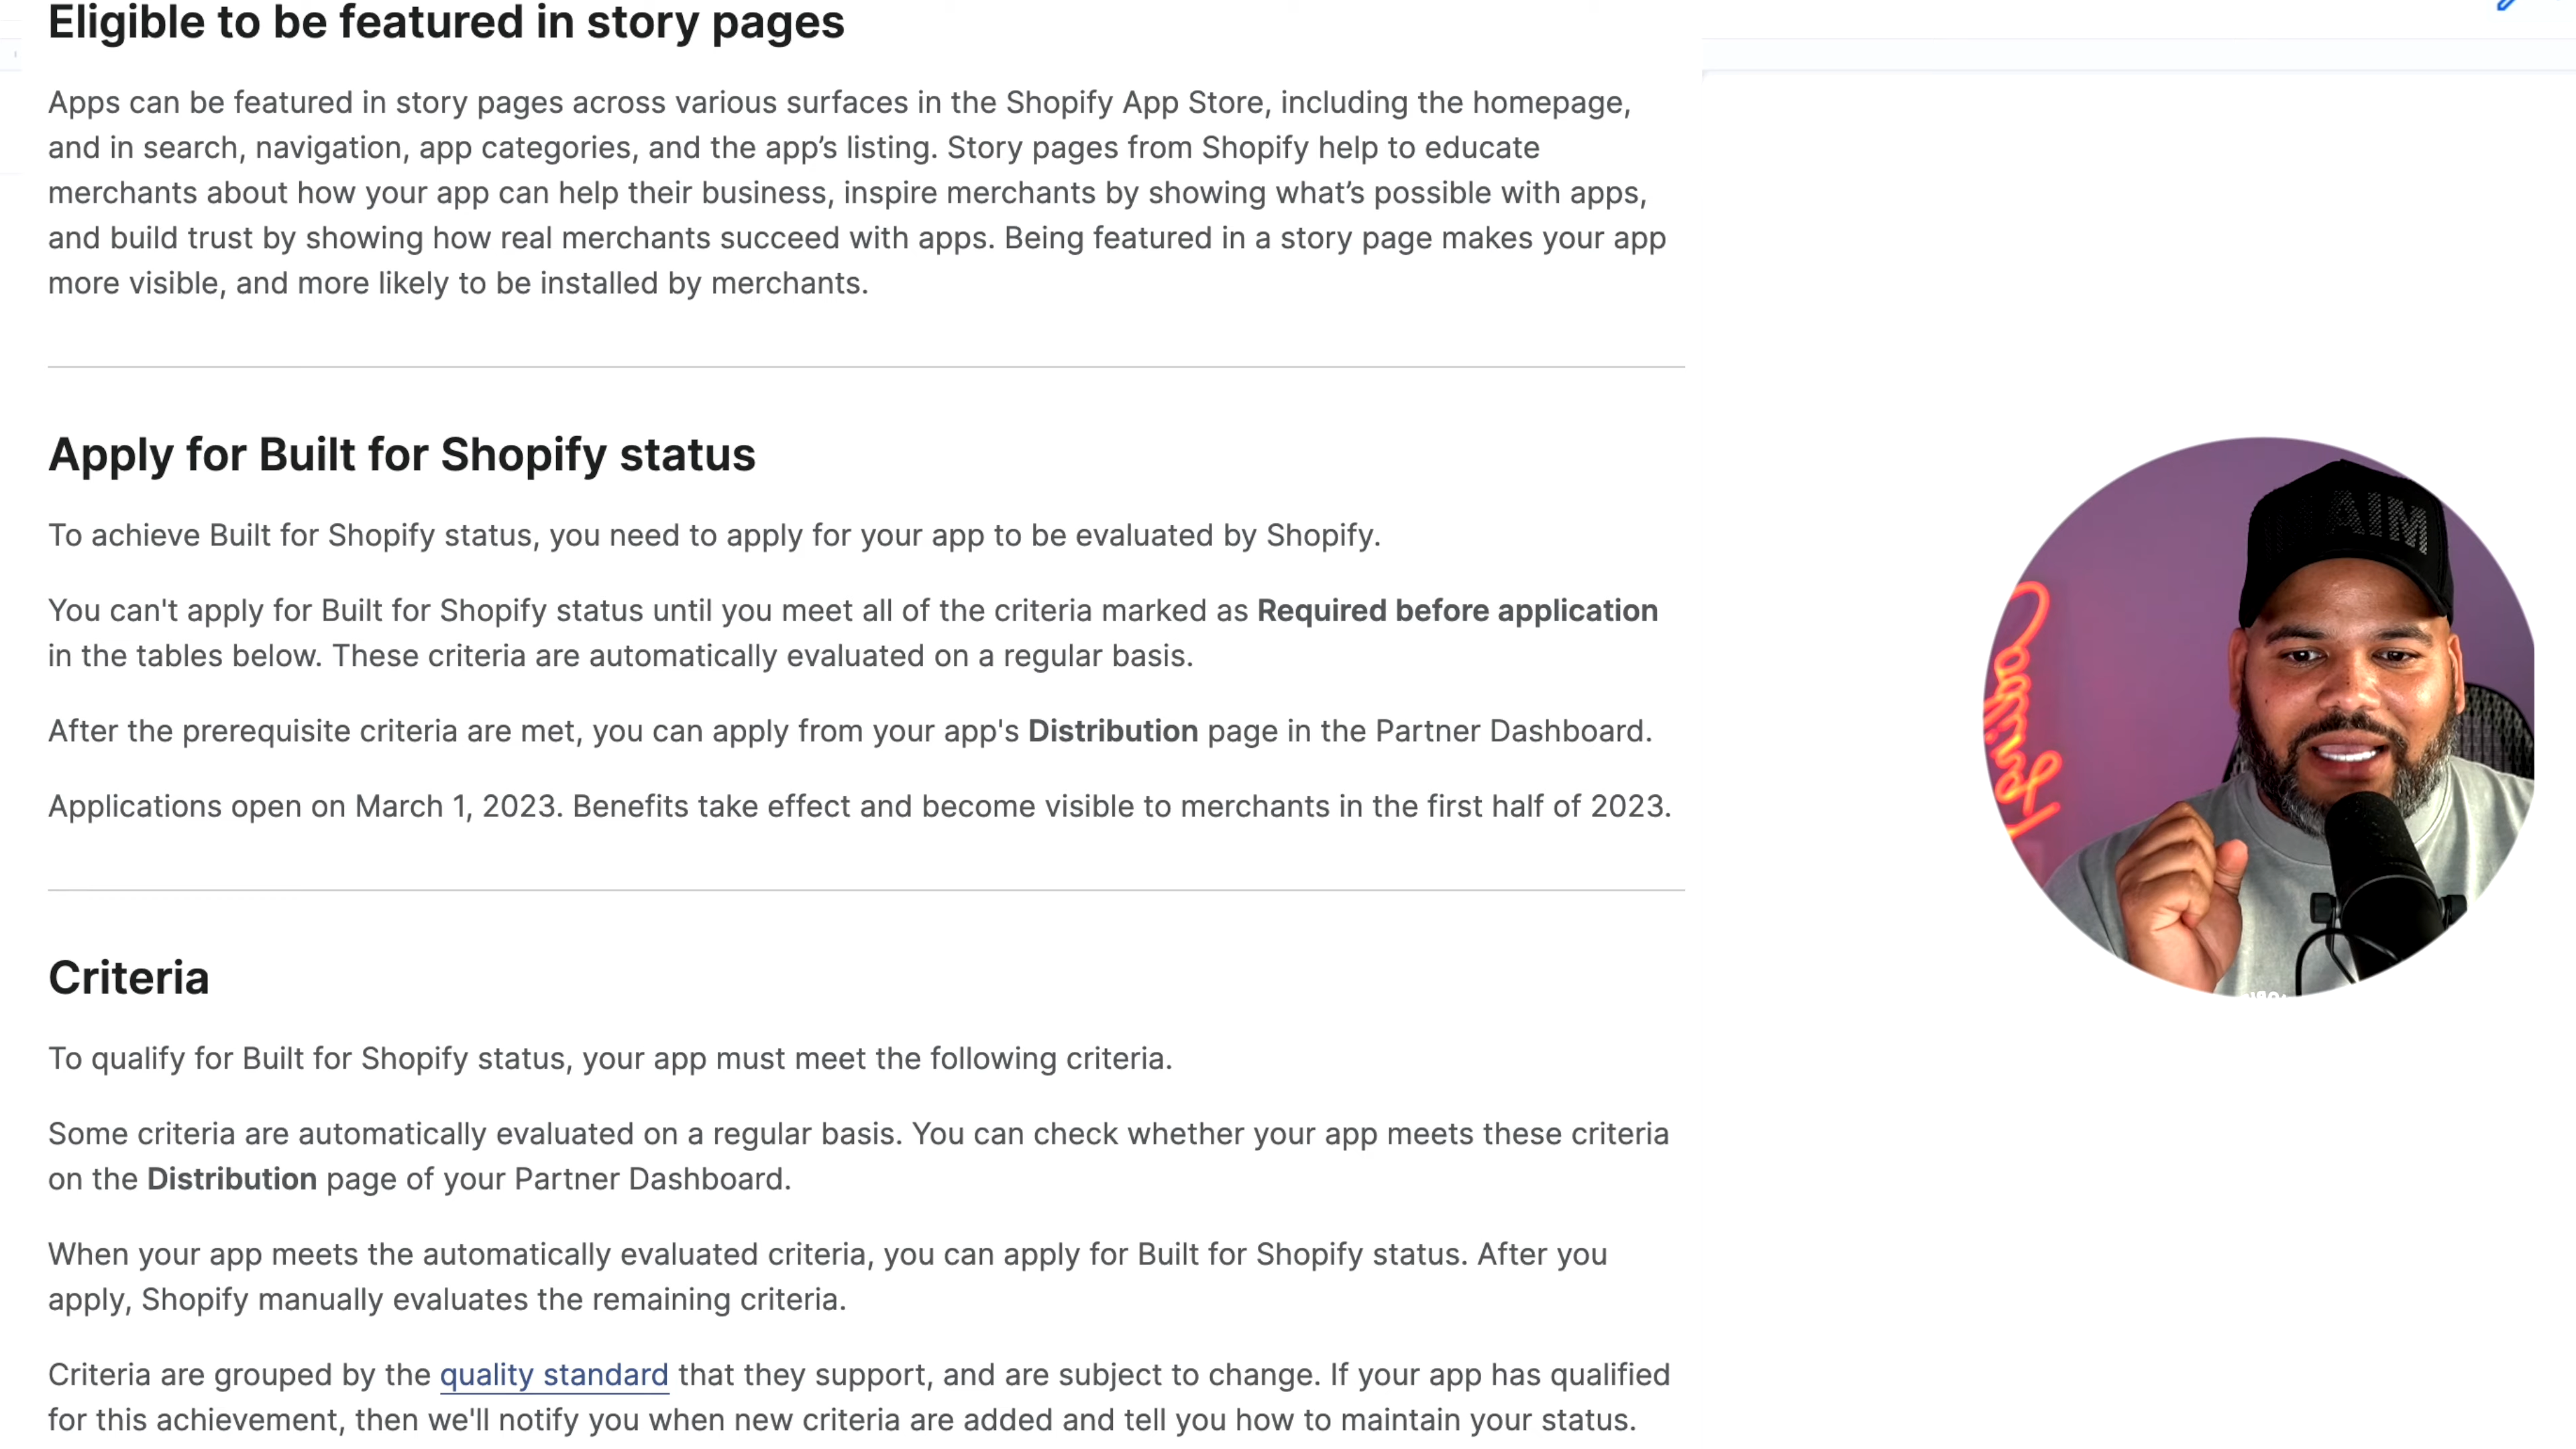 Eligible to be featured in story pages
Apps can be featured in story pages across various surfaces in the Shopify App Store, including the homepage,
and in search, navigation, app categories, and the app’s listing. Story pages from Shopify help to educate
merchants about how your app can help their business, inspire merchants by showing what’s possible with apps,
and build trust by showing how real merchants succeed with apps. Being featured in a story page makes your app
more visible, and more likely to be installed by merchants.
Apply for Built for Shopify status
To achieve Built for Shopify status, you need to apply for your app to be evaluated by Shopify.
You can't apply for Built for Shopify status until you meet all of the criteria marked as Required before application
in the tables below. These criteria are automatically evaluated on a regular basis.
After the prerequisite criteria are met, you can apply from your app's Distribution page in the Partner Dashboard.
Applications open on March 1, 2023. Benefits take effect and become visible to merchants in the first half of 2023.
Criteria
To qualify for Built for Shopify status, your app must meet the following criteria.
Some criteria are automatically evaluated on a regular basis. You can check whether your app meets these criteria
on the Distribution page of your Partner Dashboard.
When your app meets the automatically evaluated criteria, you can apply for Built for Shopify status. After you
apply, Shopify manually evaluates the remaining criteria.
Criteria are grouped by the quality standard that they support, and are subject to change. If your app has qualified
for this achievement, then we'll notify you when new criteria are added and tell you how to maintain your status.